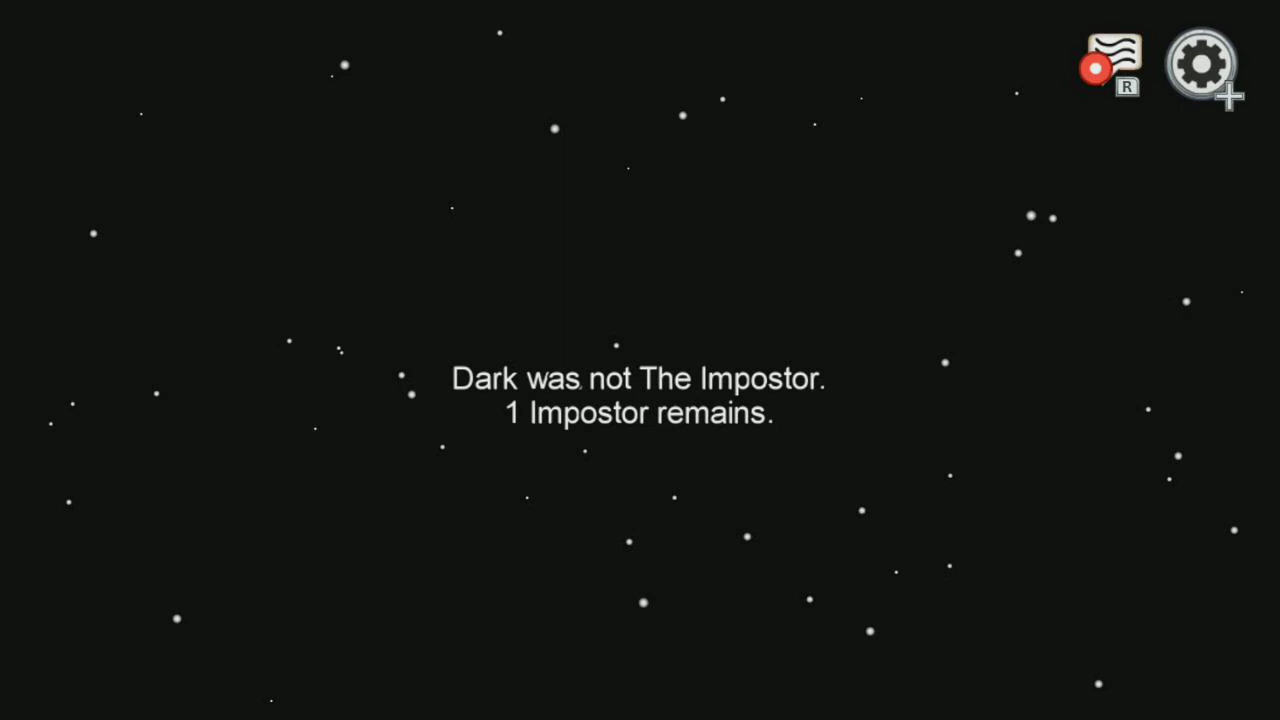 R
Dark was not The Impostor.
1 Impostor remains.